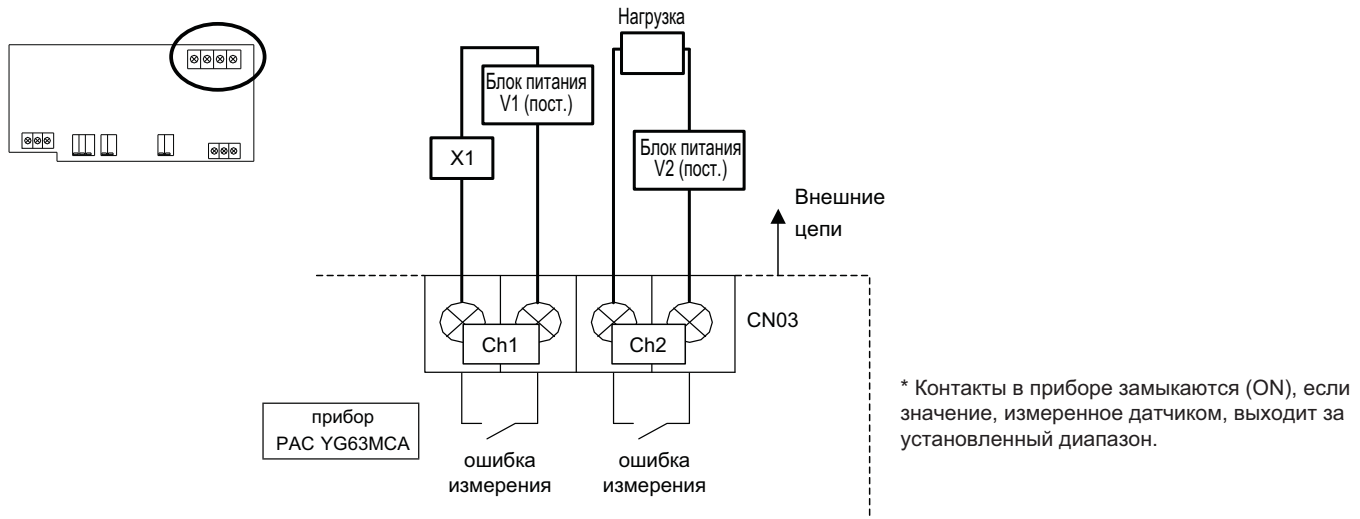 Нагрузка
Блок питания
V1 (пост.)
X1
Блок питания
V2 (пост.)
Внешние
цепи
CN03
Ch1
Ch2
прибор
PAC YG63MCA
ошибка
измерения
ошибка
измерения
* Контакты в приборе замыкаются (ON), если
значение, измеренное датчиком, выходит за
установленный диапазон.